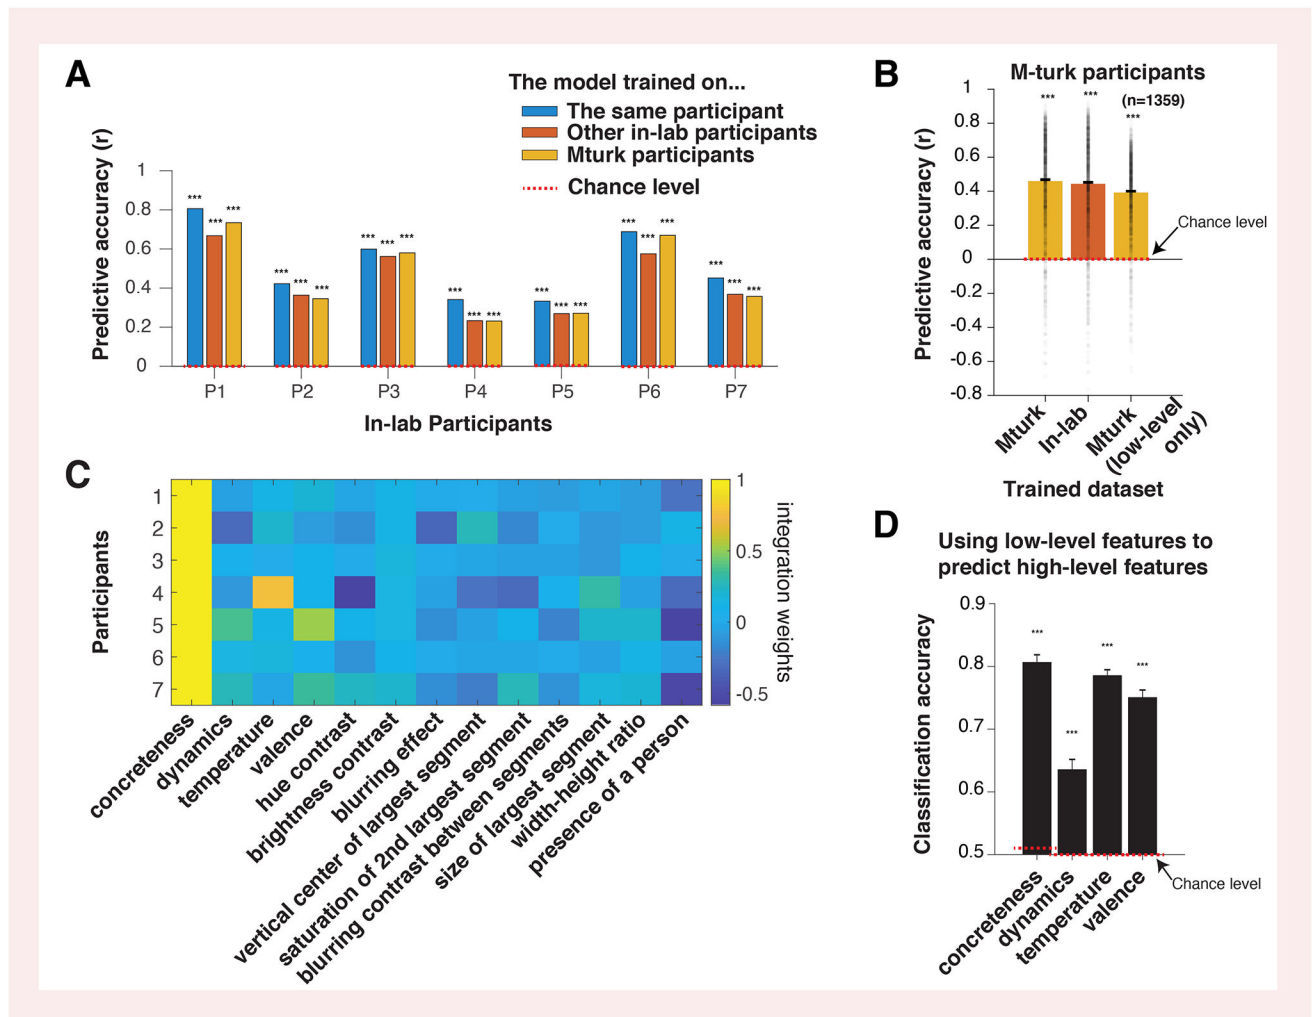 A
The model trained on...
The same participant
Other in-lab participants
Mturk participants
Chance level
Predictive accuracy (r)
1
0.8
0.6
0.4
0.2
0
*** *** ***
*** *** ***
*** *** ***
*** *** ***
*** *** ***
*** *** ***
*** *** ***
P1 P2 P3 P4 P5 P6 P7
In-lab Participants
B
M-turk participants
(n=1359)
*** *** ***
Predictive accuracy (r)
1
0.8
0.6
0.4
0.2
0
-0.2
-0.4
-0.6
-0.8
Chance level
Mturk
In-lab
Mturk
(low-level
only)
Trained dataset
C
Participants
1
2
3
4
5
6
7
1
0.5
0
-0.5
integration weights
concreteness
dynamics
temperature
valence
hue contrast
brightness contrast
blurring effect
vertical center of largest segment
saturation of 2nd largest segment
blurring contrast between segments
size of largest segment
width-height ratio
presence of a person
D
Using low-level features to
predict high-level features
Classification accuracy
0.9
0.8
0.7
0.6
0.5
*** *** *** ***
Chance level
concreteness
dynamics
temperature
valence